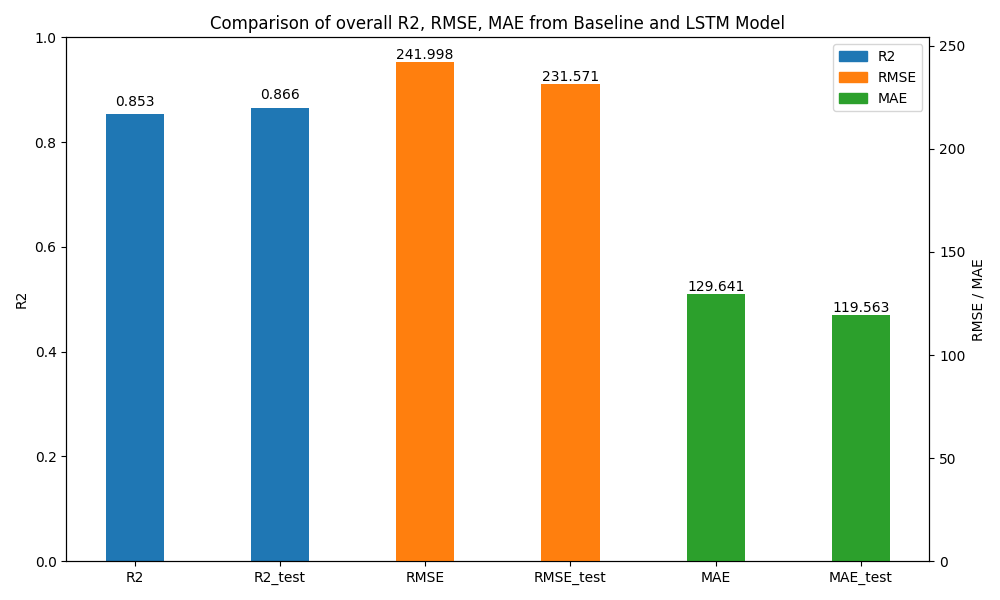 Comparison of overall R2, RMSE, MAE from Baseline and LSTM Model
R2
RMSE
MAE
1.0
0.8
0.6
0.4
0.2
0.0
R2
0.853
0.866
241.998
231.571
129.641
119.563
250
200
150
100
50
0
RMSE / MAE
R2
R2_test
RMSE
RMSE_test
MAE
MAE_test